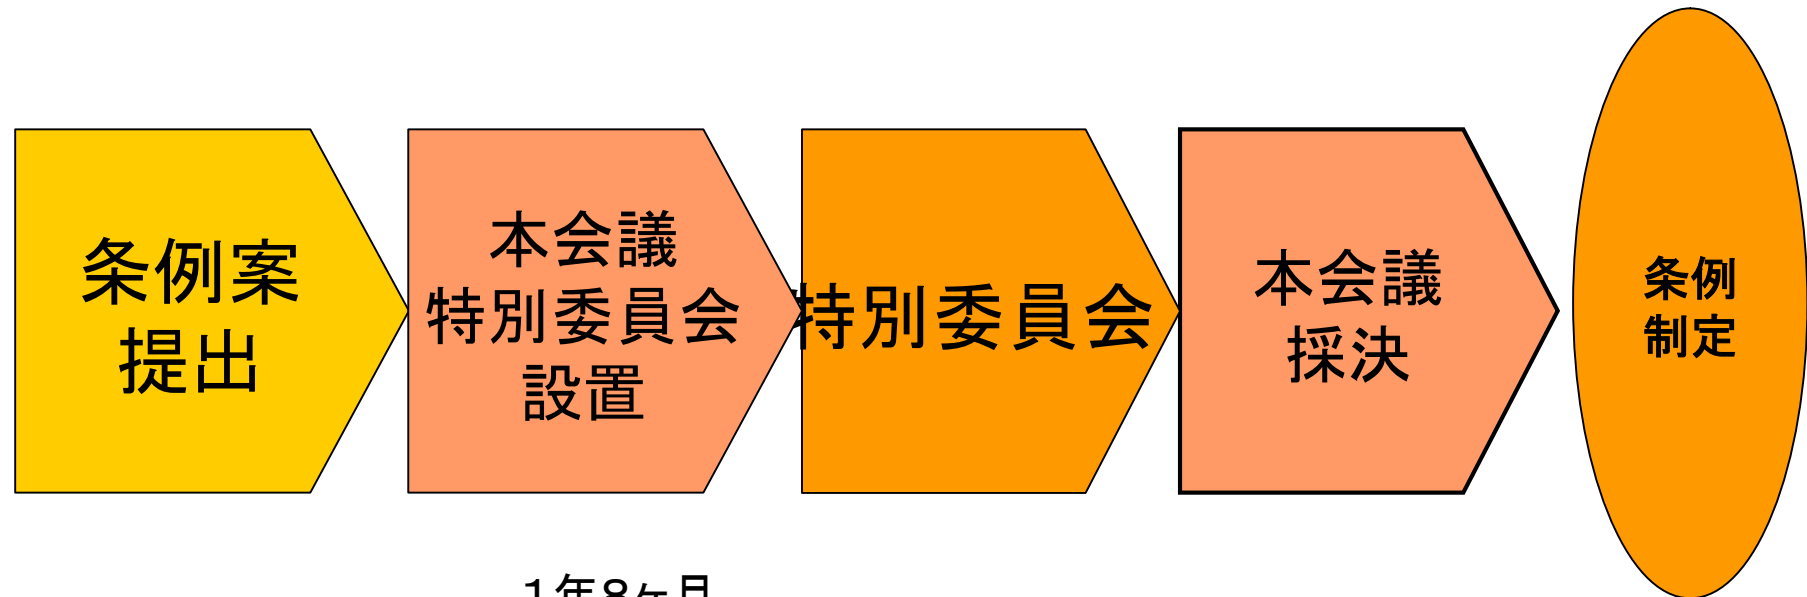 条例案
提出
本会議
特別委員会
設置
特別委員会
本会議
採決
条例
制定
1年8ヶ月